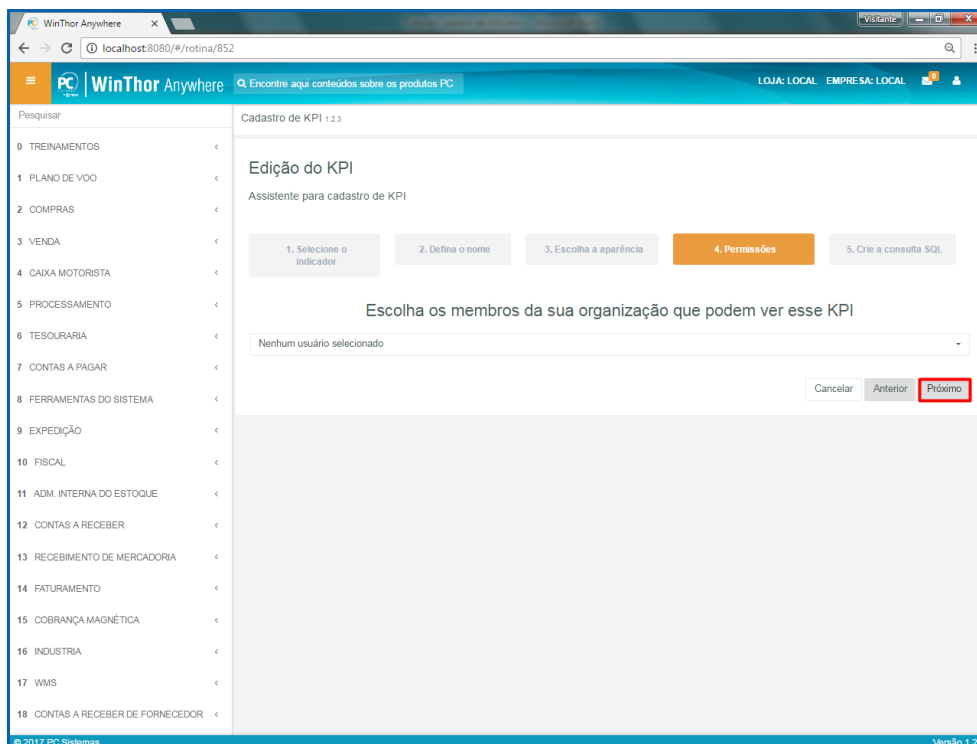 WinThor Anywhere
Visitante
localhost:8080/#/rotina/852
PC WinThor Anywhere
Encontre aqui conteúdos sobre os produtos PC
LOJA: LOCAL EMPRESA: LOCAL 0
Pesquisar
Cadastro de KPI 1.2.3
0 TREINAMENTOS
1 PLANO DE VOO
2 COMPRAS
3 VENDA
4 CAIXA MOTORISTA
5 PROCESSAMENTO
6 TESOURARIA
7 CONTAS A PAGAR
8 FERRAMENTAS DO SISTEMA
9 EXPEDIÇÃO
10 FISCAL
11 ADM. INTERNA DO ESTOQUE
12 CONTAS A RECEBER
13 RECEBIMENTO DE MERCADORIA
14 FATURAMENTO
15 COBRANÇA MAGNÉTICA
16 INDUSTRIA
17 WMS
18 CONTAS A RECEBER DE FORNECEDOR
Edição do KPI
Assistente para cadastro de KPI
1. Selecione o
indicador
2. Defina o nome
3. Escolha a aparência
4. Permissões
5. Crie a consulta SQL
Escolha os membros da sua organização que podem ver esse KPI
Nenhum usuário selecionado
Cancelar
Anterior
Próximo
© 2017 PC Sistemas
Versão 1.2